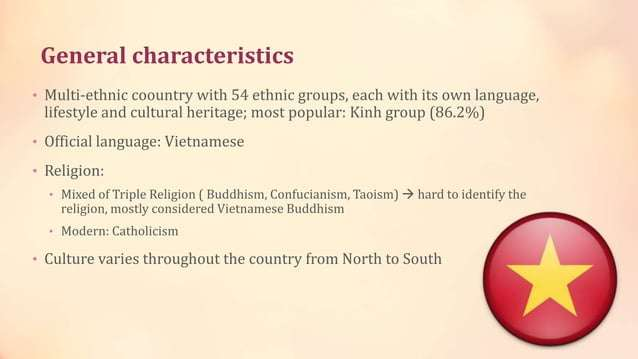 General characteristics
• Multi-ethnic coountry with 54 ethnic groups, each with its own language,
lifestyle and cultural heritage; most popular: Kinh group (86.2%)
• Official language: Vietnamese
• Religion:
• Mixed of Triple Religion ( Buddhism, Confucianism, Taoism) → hard to identify the
religion, mostly considered Vietnamese Buddhism
• Modern: Catholicism
• Culture varies throughout the country from North to South